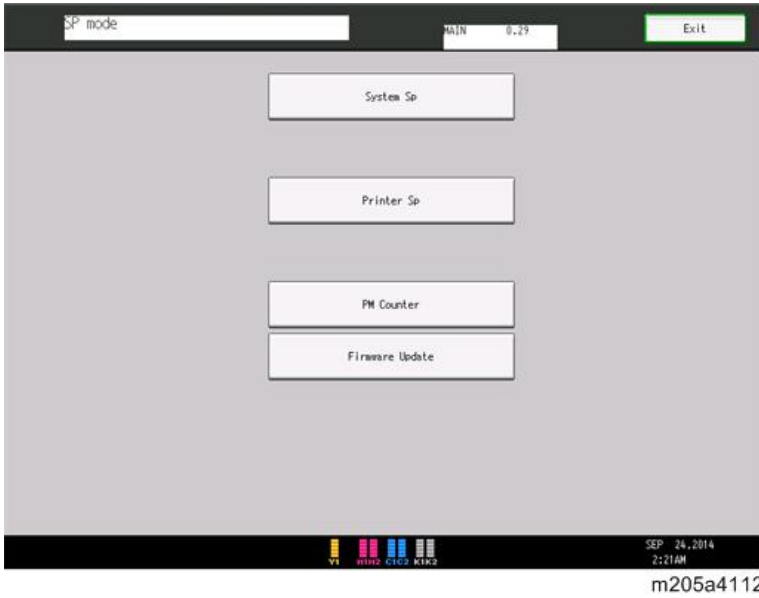 SP mode
MAIN 0.29
Exit
System Sp
Printer Sp
PM Counter
Firmware Update
Y1 M1M2 C1C2 K1K2
SEP 24,2014
2:21AM
m205a4112